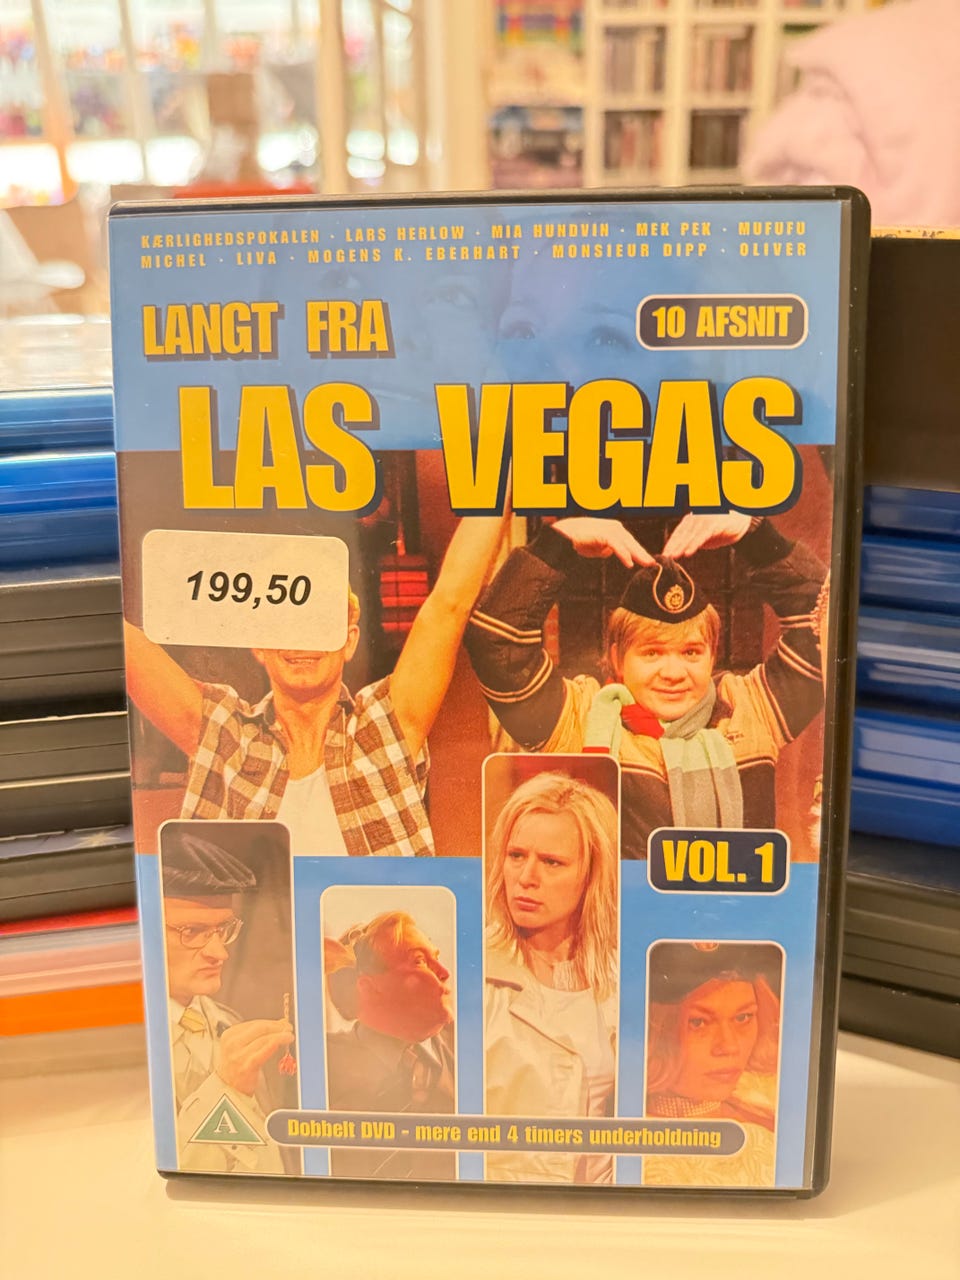 KÆRLIGHEDSPOKALEN · LARS HERLOW · MIA HUNDVIN · MEK PEK · MUFUFU
MICHEL · LIVA · MOGENS K. EBERHART · MONSIEUR DIPP · OLIVER
LANGT FRA
10 AFSNIT
LAS VEGAS
199,50
VOL. 1
A
Dobbelt DVD - mere end 4 timers underholdning